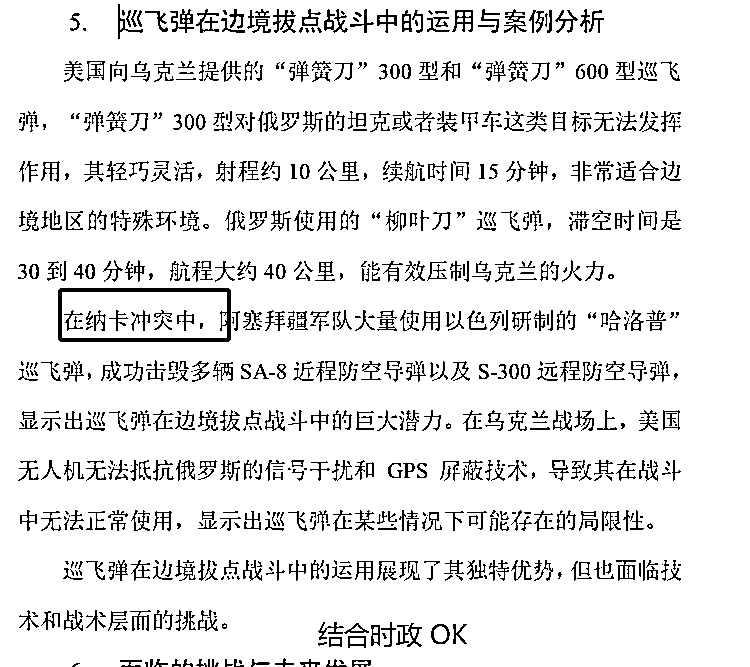 5. 巡飞弹在边境拔点战斗中的运用与案例分析
美国向乌克兰提供的“弹簧刀”300 型和“弹簧刀”600 型巡飞
弹，“弹簧刀”300 型对俄罗斯的坦克或者装甲车这类目标无法发挥
作用，其轻巧灵活，射程约 10 公里，续航时间 15 分钟，非常适合边
境地区的特殊环境。俄罗斯使用的“柳叶刀”巡飞弹，滞空时间是
30 到 40 分钟，航程大约 40 公里，能有效压制乌克兰的火力。
在纳卡冲突中，阿塞拜疆军队大量使用以色列研制的“哈洛普”
巡飞弹，成功击毁多辆 SA-8 近程防空导弹以及 S-300 远程防空导弹，
显示出巡飞弹在边境拔点战斗中的巨大潜力。在乌克兰战场上，美国
无人机无法抵抗俄罗斯的信号干扰和 GPS 屏蔽技术，导致其在战斗
中无法正常使用，显示出巡飞弹在某些情况下可能存在的局限性。
巡飞弹在边境拔点战斗中的运用展现了其独特优势，但也面临技
术和战术层面的挑战。
结合时政 OK